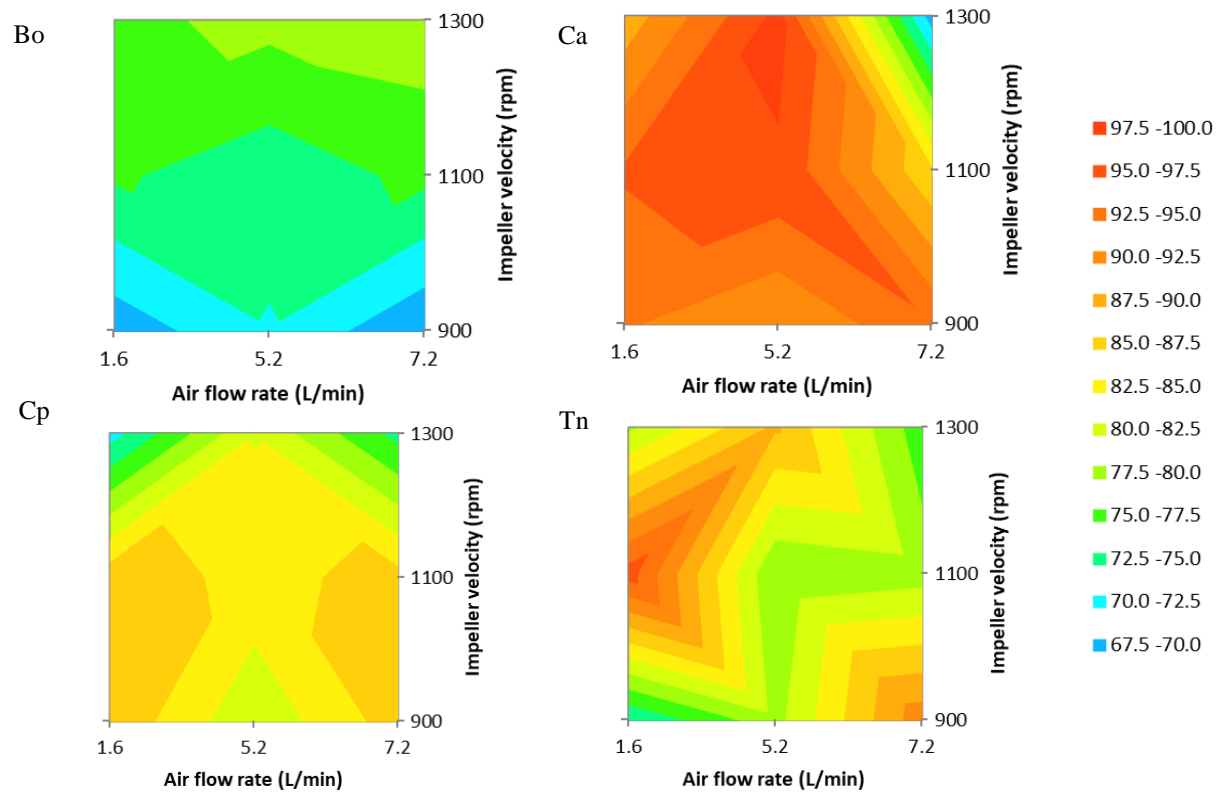 Bo
1300
1100
900
Impeller velocity (rpm)
1.6 5.2 7.2
Air flow rate (L/min)
Ca
1300
1100
900
Impeller velocity (rpm)
1.6 5.2 7.2
Air flow rate (L/min)
Cp
1300
1100
900
Impeller velocity (rpm)
1.6 5.2 7.2
Air flow rate (L/min)
Tn
1300
1100
900
Impeller velocity (rpm)
1.6 5.2 7.2
Air flow rate (L/min)
97.5 -100.0
95.0 -97.5
92.5 -95.0
90.0 -92.5
87.5 -90.0
85.0 -87.5
82.5 -85.0
80.0 -82.5
77.5 -80.0
75.0 -77.5
72.5 -75.0
70.0 -72.5
67.5 -70.0